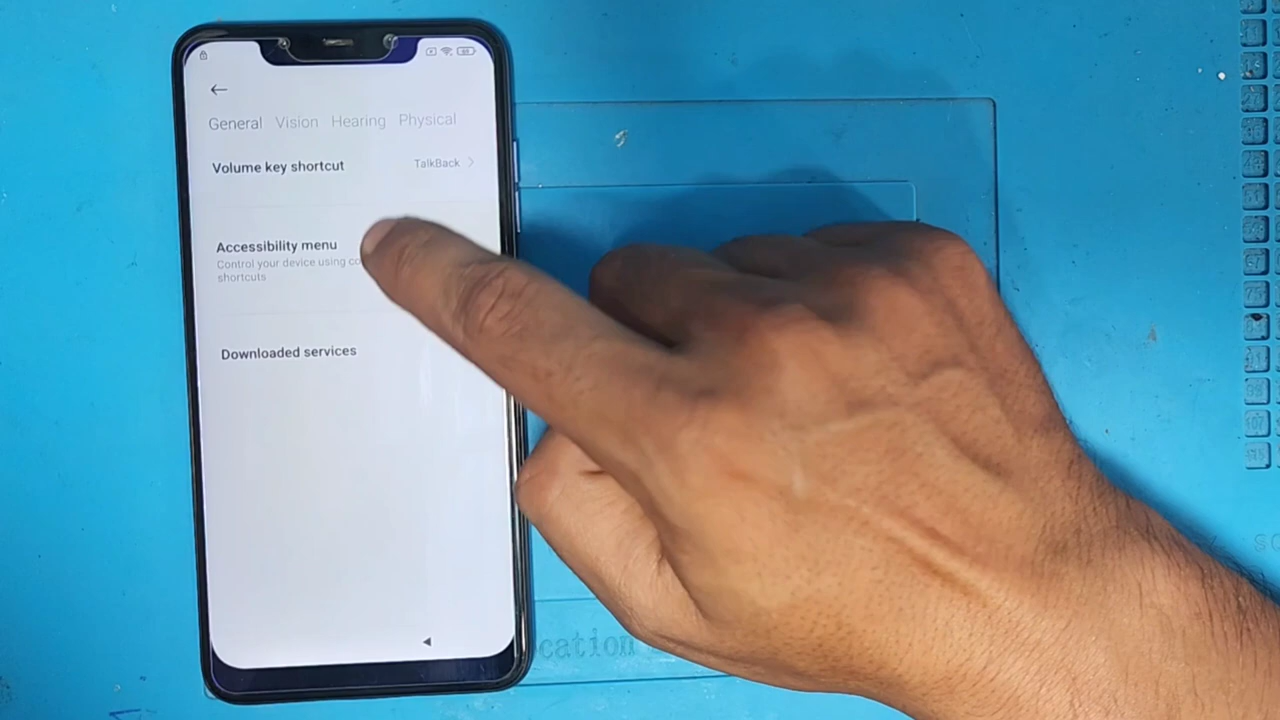 General Vision Hearing Physical
Volume key shortcut TalkBack
Accessibility menu
Control your device using
shortcuts
Downloaded services